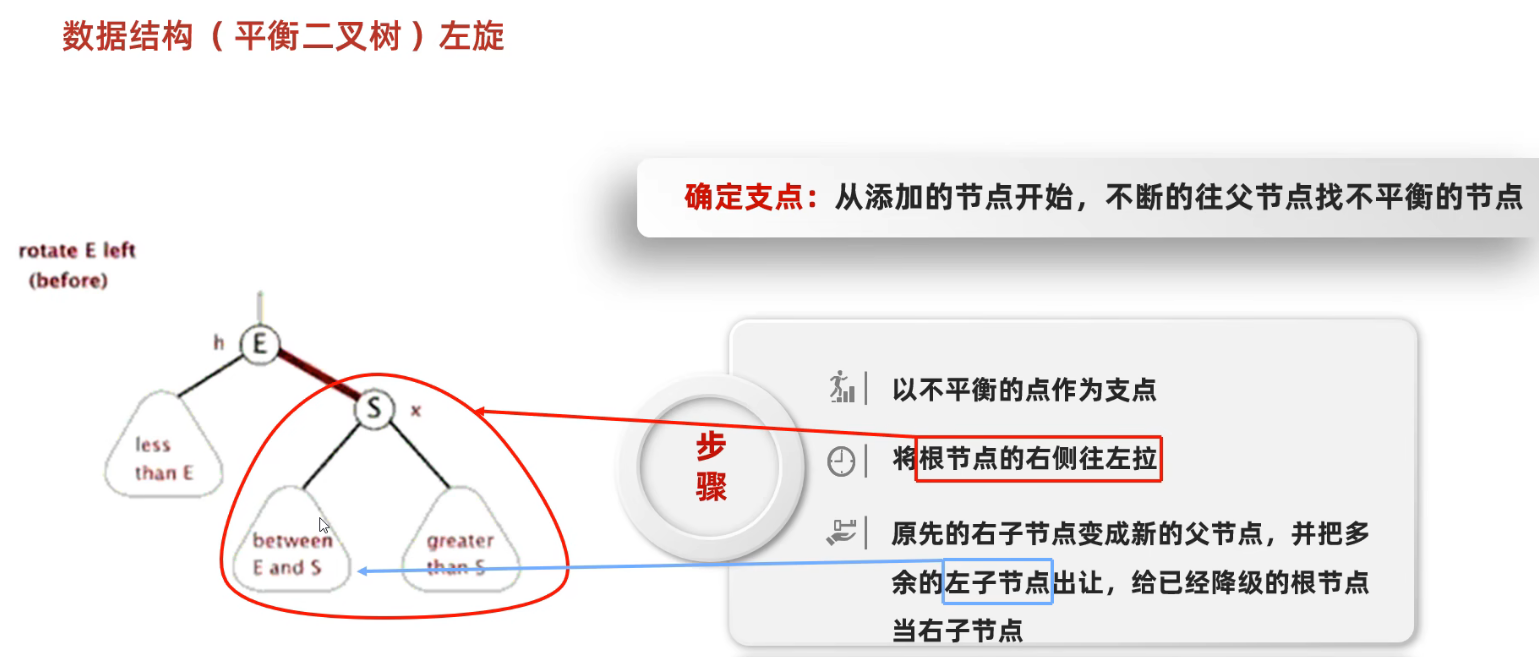 数据结构（平衡二叉树）左旋
确定支点：从添加的节点开始，不断的往父节点找不平衡的节点
rotate E left
(before)
h
E
S
x
less
than E
between
E and S
greater
than S
步
骤
以不平衡的点作为支点
将根节点的右侧往左拉
原先的右子节点变成新的父节点，并把多
余的左子节点出让，给已经降级的根节点
当右子节点